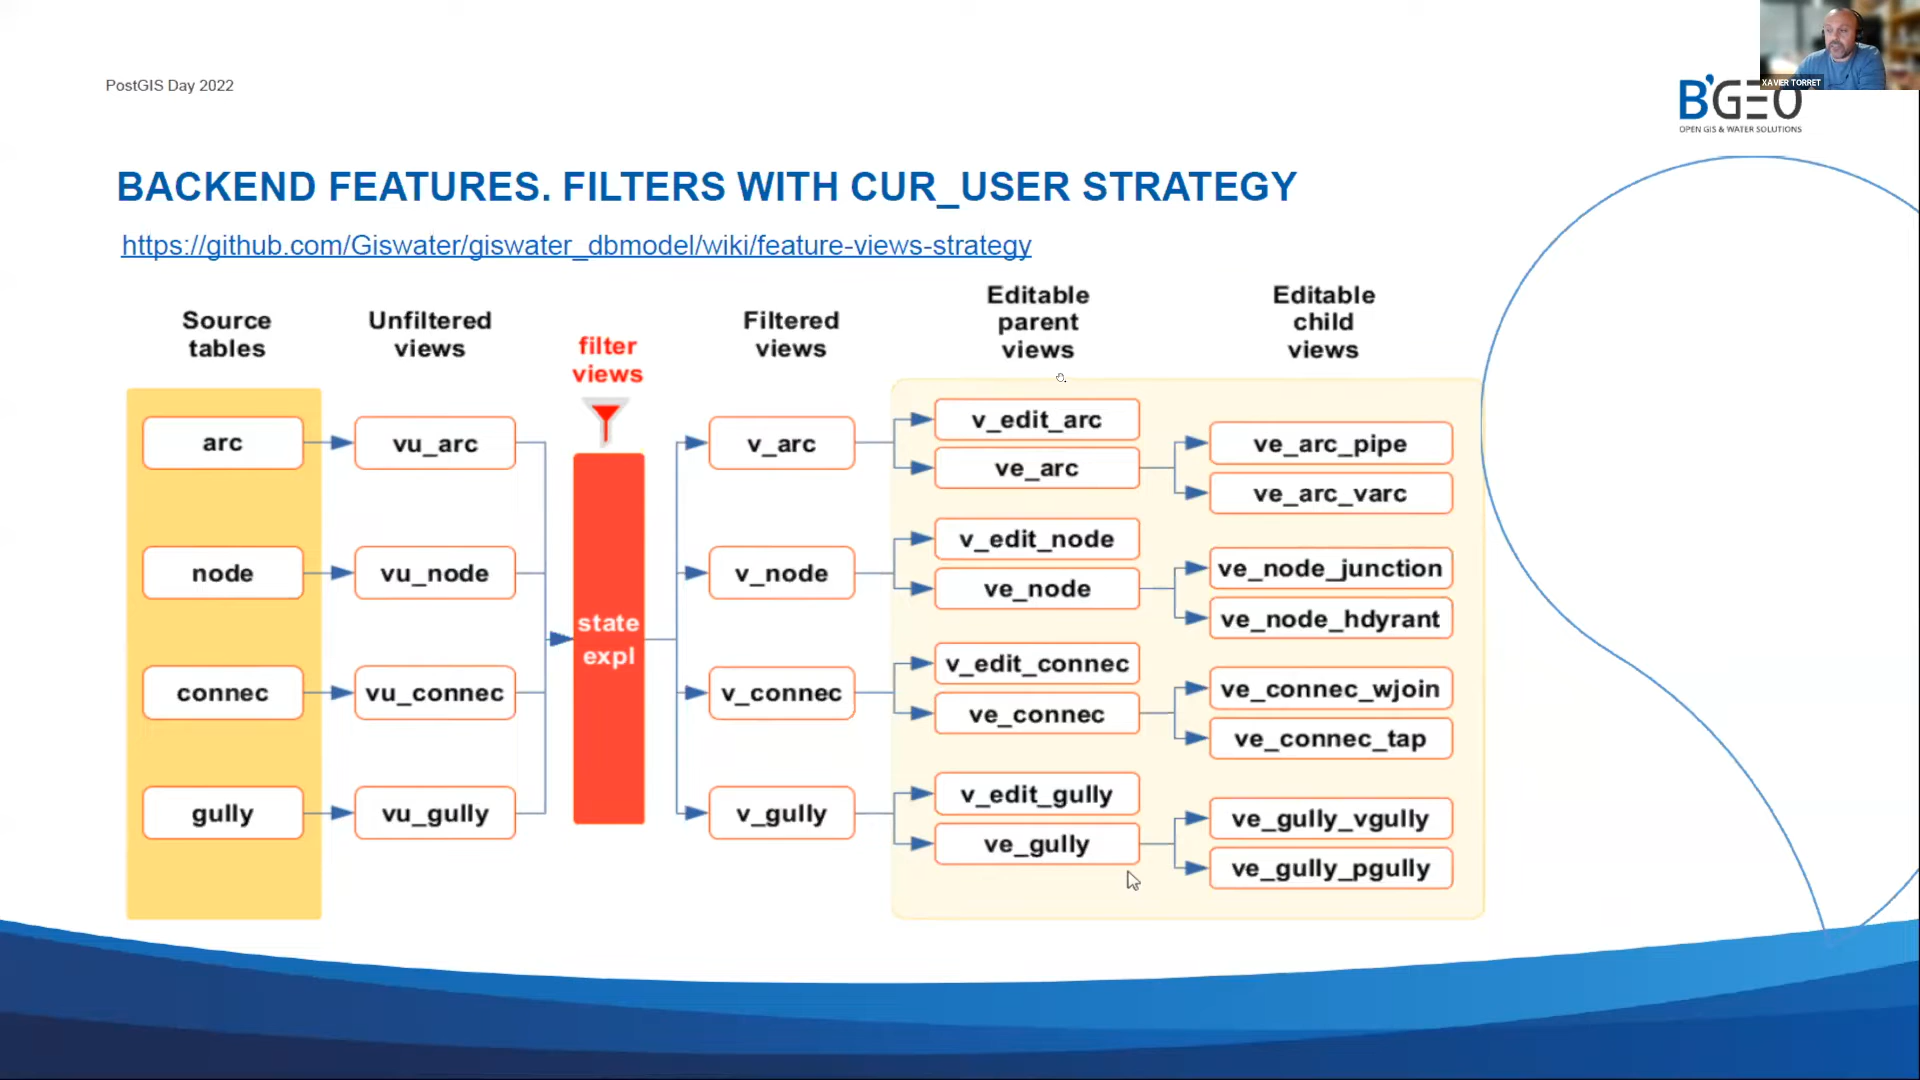 XAVIER TORRET
PostGIS Day 2022
B'GEO
OPEN GIS & WATER SOLUTIONS
BACKEND FEATURES. FILTERS WITH CUR_USER STRATEGY
https://github.com/Giswater/giswater_dbmodel/wiki/feature-views-strategy
Source
tables
Unfiltered
views
filter
views
Filtered
views
Editable
parent
views
Editable
child
views
arc
vu_arc
v_arc
v_edit_arc
ve_arc
ve_arc_pipe
ve_arc_varc
node
vu_node
v_node
v_edit_node
ve_node
ve_node_junction
ve_node_hdyrant
state
expl
connec
vu_connec
v_connec
v_edit_connec
ve_connec
ve_connec_wjoin
ve_connec_tap
gully
vu_gully
v_gully
v_edit_gully
ve_gully
ve_gully_vgully
ve_gully_pgully